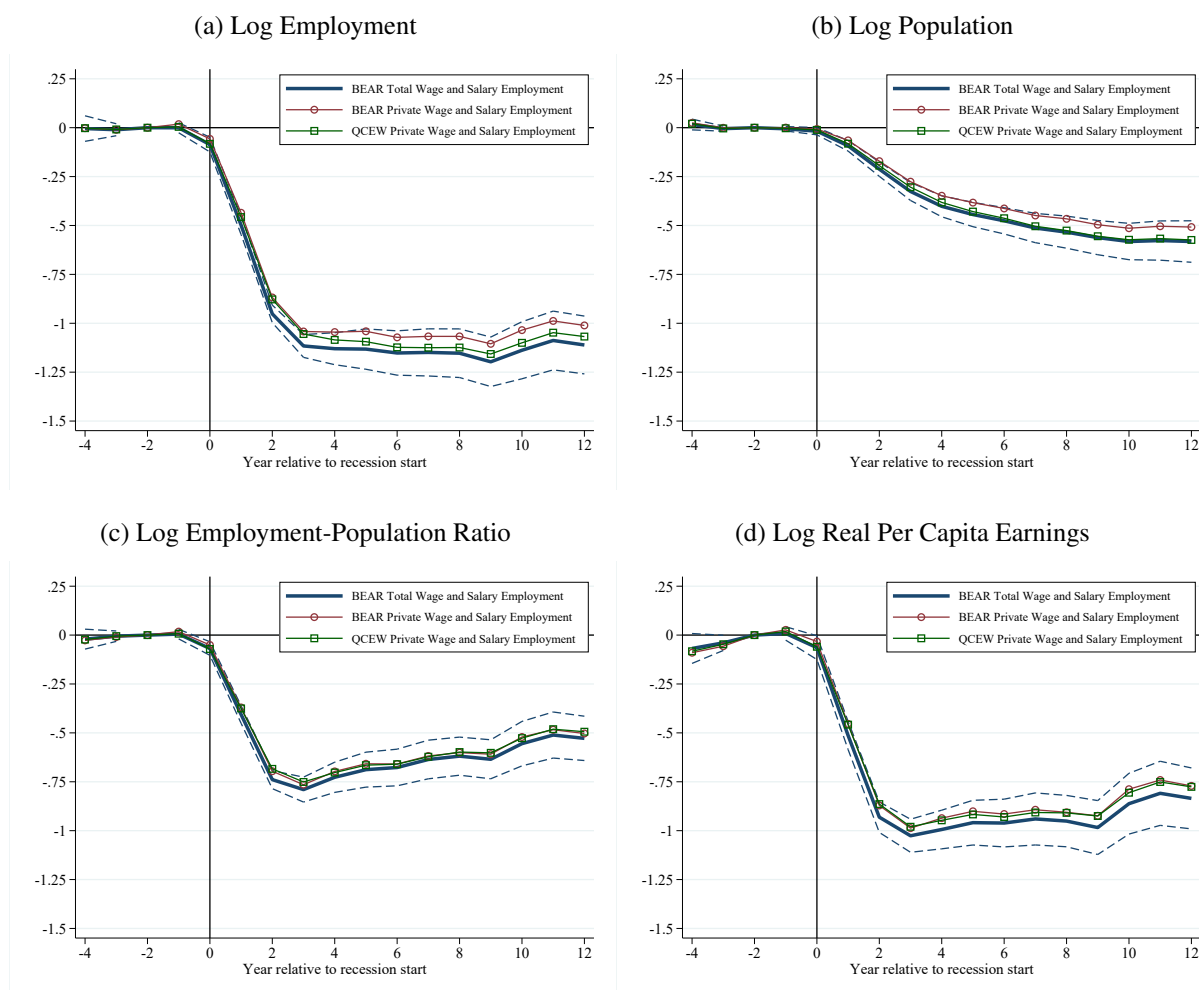 (a) Log Employment
.25
0
-.25
-.5
-.75
-1
-1.25
-1.5
BEAR Total Wage and Salary Employment
BEAR Private Wage and Salary Employment
QCEW Private Wage and Salary Employment
-4 -2 0 2 4 6 8 10 12
Year relative to recession start
(b) Log Population
.25
0
-.25
-.5
-.75
-1
-1.25
-1.5
BEAR Total Wage and Salary Employment
BEAR Private Wage and Salary Employment
QCEW Private Wage and Salary Employment
-4 -2 0 2 4 6 8 10 12
Year relative to recession start
(c) Log Employment-Population Ratio
.25
0
-.25
-.5
-.75
-1
-1.25
-1.5
BEAR Total Wage and Salary Employment
BEAR Private Wage and Salary Employment
QCEW Private Wage and Salary Employment
-4 -2 0 2 4 6 8 10 12
Year relative to recession start
(d) Log Real Per Capita Earnings
.25
0
-.25
-.5
-.75
-1
-1.25
-1.5
BEAR Total Wage and Salary Employment
BEAR Private Wage and Salary Employment
QCEW Private Wage and Salary Employment
-4 -2 0 2 4 6 8 10 12
Year relative to recession start